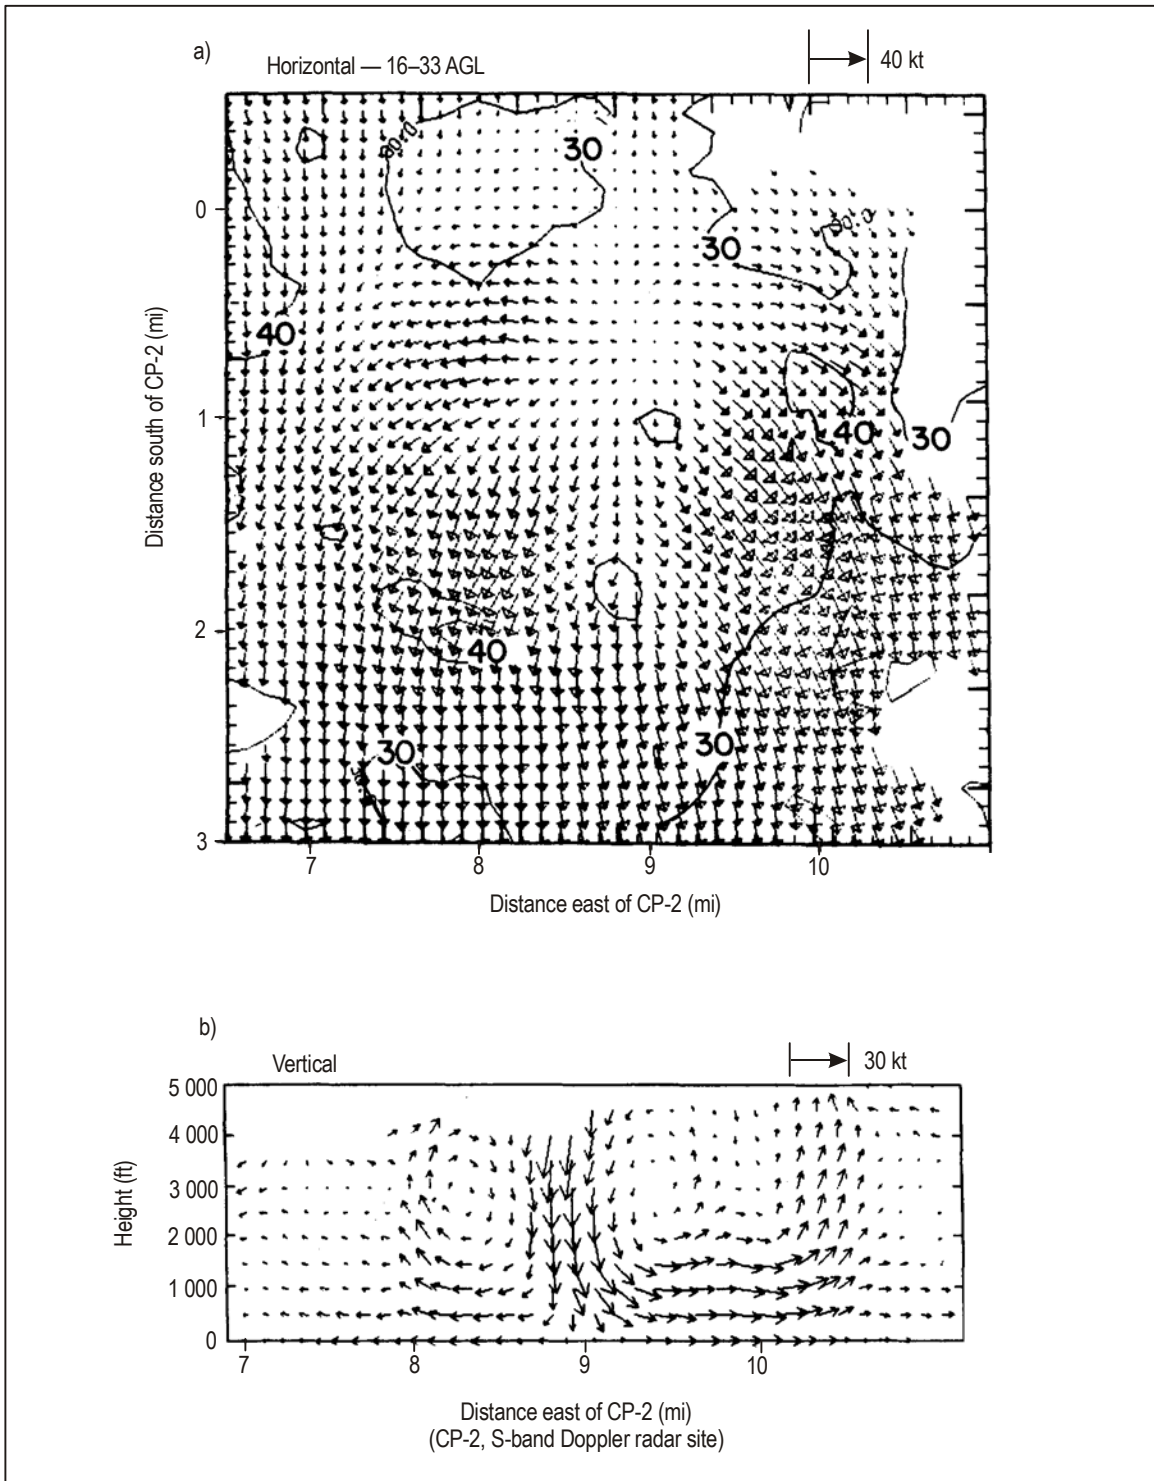 a)
Horizontal — 16–33 AGL
40 kt
30
30
40
40
30
40
30
30
0
1
2
3
Distance south of CP-2 (mi)
7 8 9 10
Distance east of CP-2 (mi)
b)
Vertical
30 kt
5 000
4 000
3 000
2 000
1 000
0
Height (ft)
7 8 9 10
Distance east of CP-2 (mi)
(CP-2, S-band Doppler radar site)